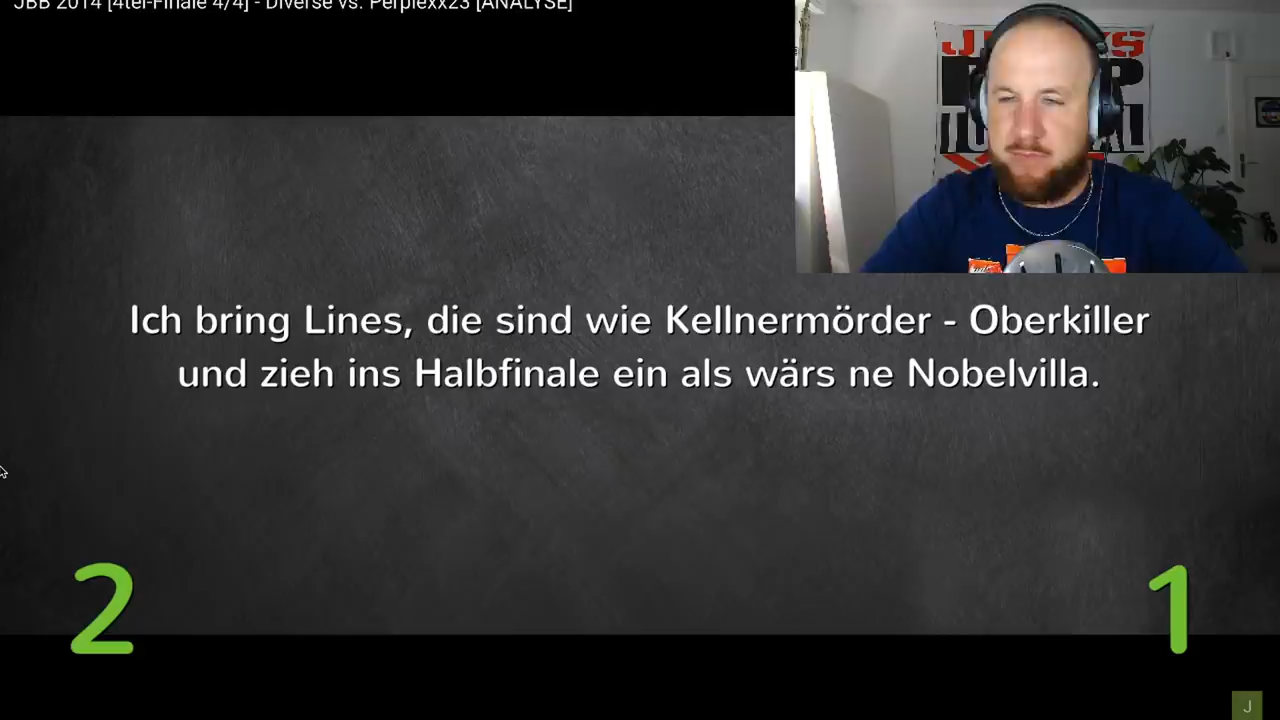 JBB 2014 [4tel-Finale 4/4] - Diverse vs. Perplexx23 [ANALYSE]
Ich bring Lines, die sind wie Kellnermörder - Oberkiller
und zieh ins Halbfinale ein als wärs ne Nobelvilla.
2
1
J